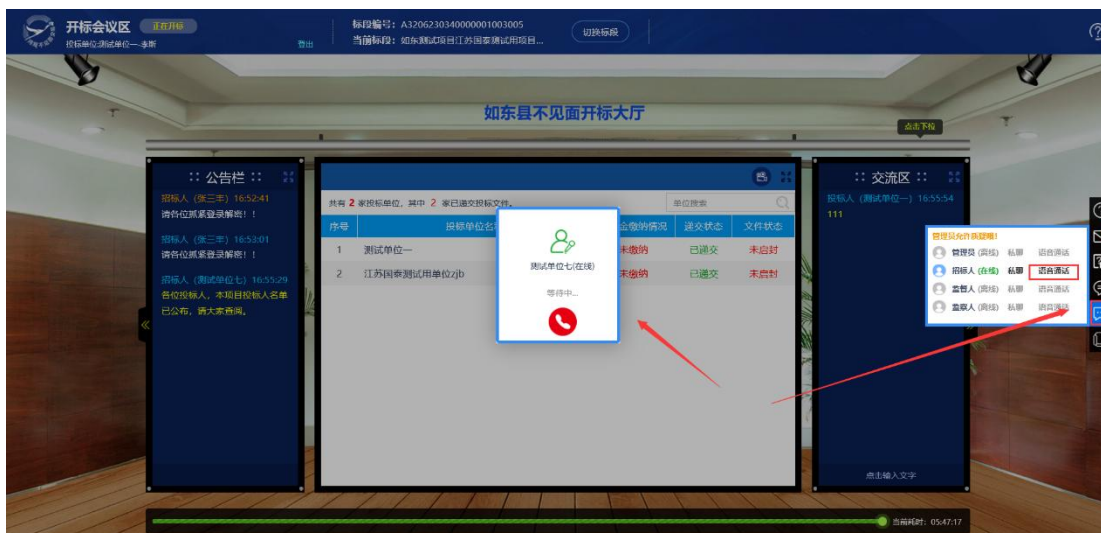 开标会议区 正在开标
投标单位:测试单位一-李斯 登出
标段编号：A3206230340000001003005
当前标段：如东测试项目江苏国泰测试用项目...
切换标段
如东县不见面开标大厅
点击下拉
:: 公告栏 ::
招标人（张三丰）16:52:41
请各位抓紧登录解密！！
招标人（张三丰）16:53:01
请各位抓紧登录解密！！
招标人（测试单位七）16:55:29
各位投标人，本项目投标人名单
已公布，请大家查阅。
共有 2 家投标单位，其中 2 家已递交投标文件。 单位搜索
序号 投标单位名 金缴纳情况 递交状态 文件状态
1 测试单位一 未缴纳 已递交 未启封
2 江苏国泰测试用单位zjb 未缴纳 已递交 未启封
测试单位七(在线)
等待中...
:: 交流区 ::
投标人（测试单位一）16:55:54
111
点击输入文字
管理员允许
管理员 (离线) 私聊 语音通话
招标人 (在线) 私聊 语音通话
监管人 (离线) 私聊 语音通话
监察人 (离线) 私聊 语音通话
当前耗时：05:47:17